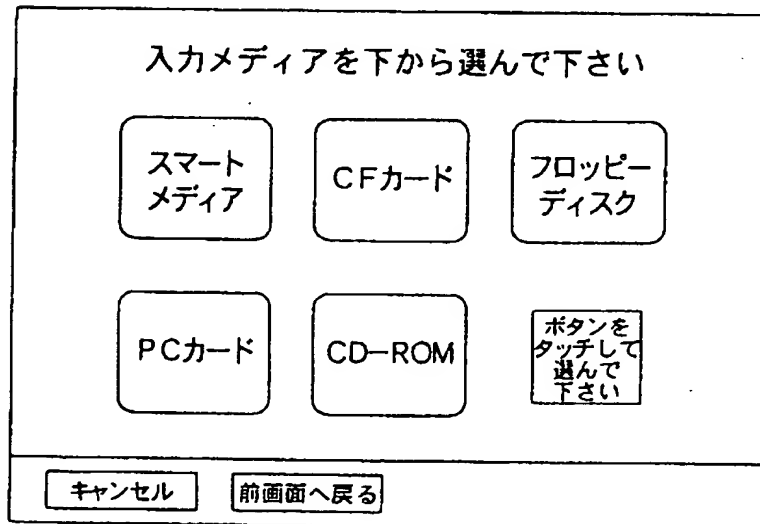 入力メディアを下から選んで下さい
スマート
メディア
CFカード
フロッピー
ディスク
PCカード
CD-ROM
ボタンを
タッチして
選んで
下さい
キャンセル
前画面へ戻る